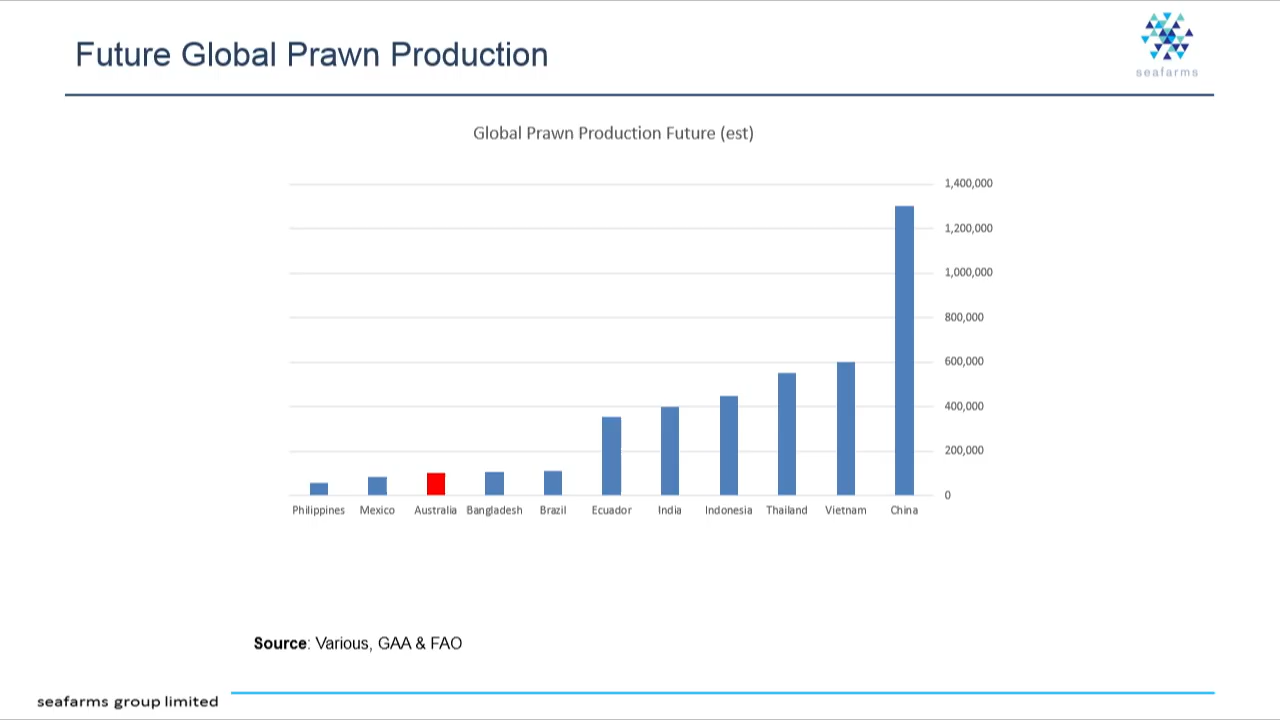 Future Global Prawn Production
seafarms
Global Prawn Production Future (est)
1,400,000
1,200,000
1,000,000
800,000
600,000
400,000
200,000
0
Philippines Mexico Australia Bangladesh Brazil Ecuador India Indonesia Thailand Vietnam China
Source: Various, GAA & FAO
seafarms group limited